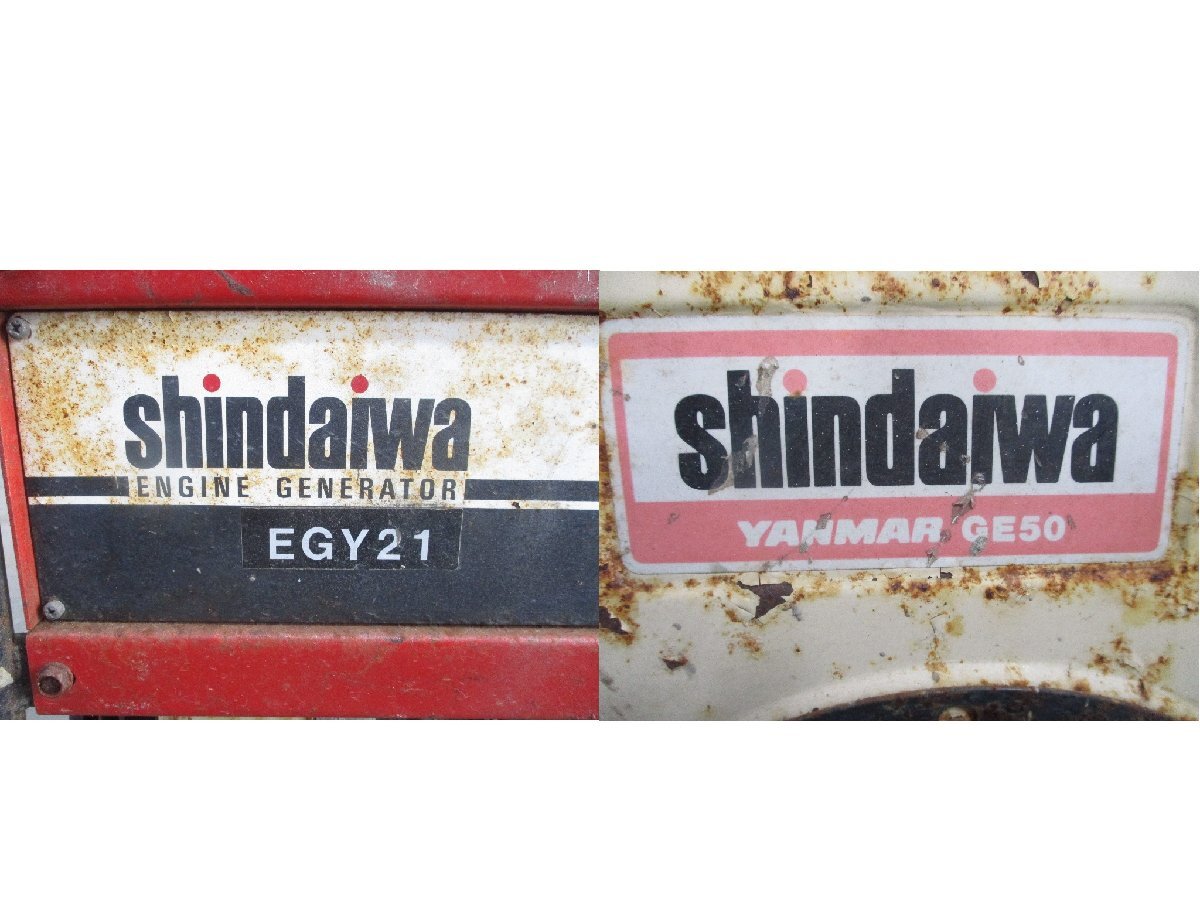 shindaiwa
ENGINE GENERATOR
EGY21
shindaiwa
YANMAR GE50